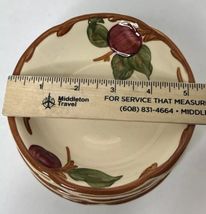 1 2 3 4 5
Middleton FOR SERVICE THAT MEASUR
Travel (608) 831-4664 • MIDDL